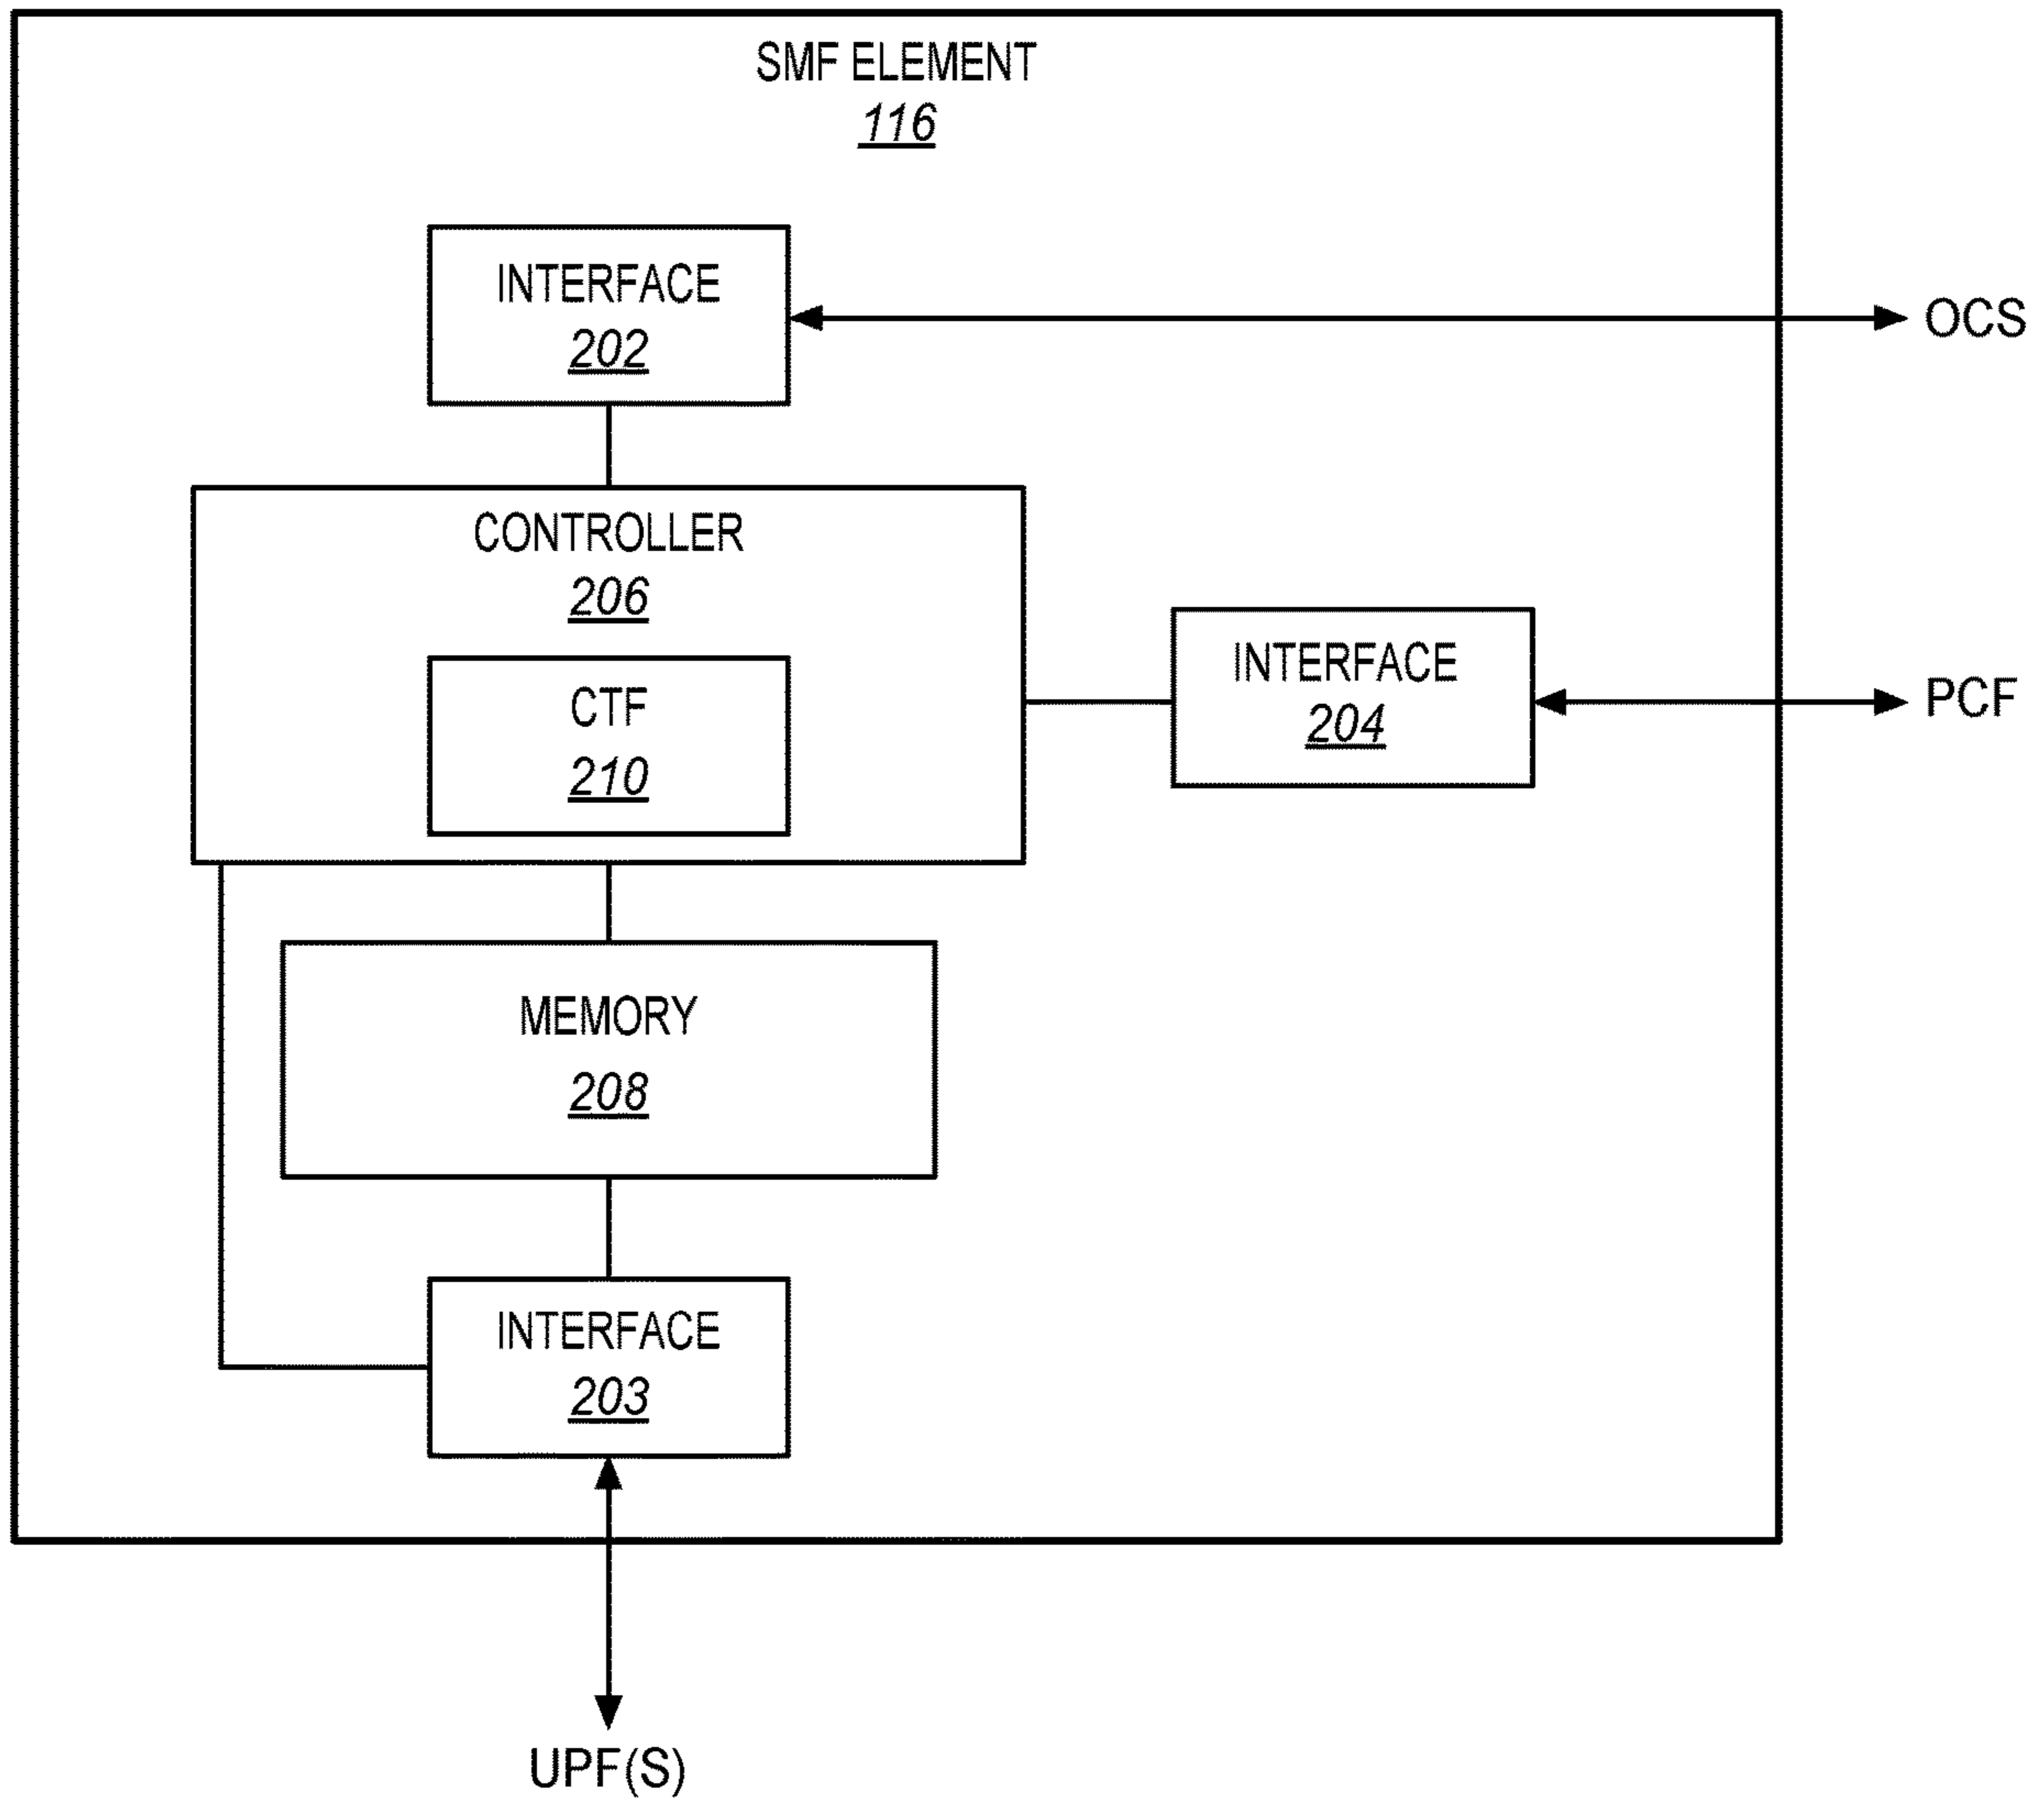 SMF ELEMENT
116
INTERFACE
202
OCS
CONTROLLER
206
CTF
210
INTERFACE
204
PCF
MEMORY
208
INTERFACE
203
UPF(S)